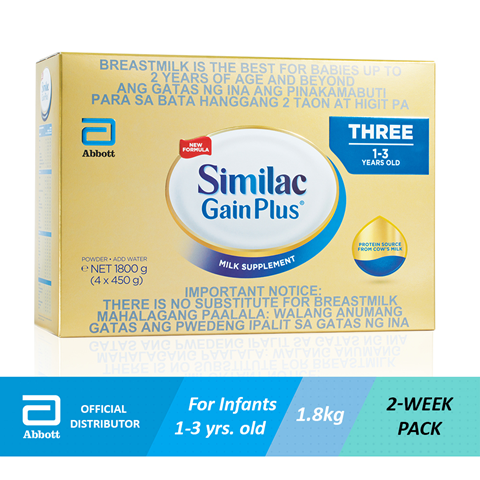 BREASTMILK IS THE BEST FOR BABIES UP TO
2 YEARS OF AGE AND BEYOND
ANG GATAS NG INA ANG PINAKAMABUTI
PARA SA BATA HANGGANG 2 TAON AT HIGIT PA
Abbott
NEW
FORMULA
Similac
GainPlus®
MILK SUPPLEMENT
THREE
1-3
YEARS OLD
PROTEIN SOURCE
FROM COW'S MILK
POWDER • ADD WATER
℮ NET 1800 g
(4 x 450 g)
IMPORTANT NOTICE:
THERE IS NO SUBSTITUTE FOR BREASTMILK
MAHALAGANG PAALALA: WALANG ANUMANG
GATAS ANG PWEDENG IPALIT SA GATAS NG INA
Abbott
OFFICIAL
DISTRIBUTOR
For Infants
1-3 yrs. old
1.8kg
2-WEEK
PACK